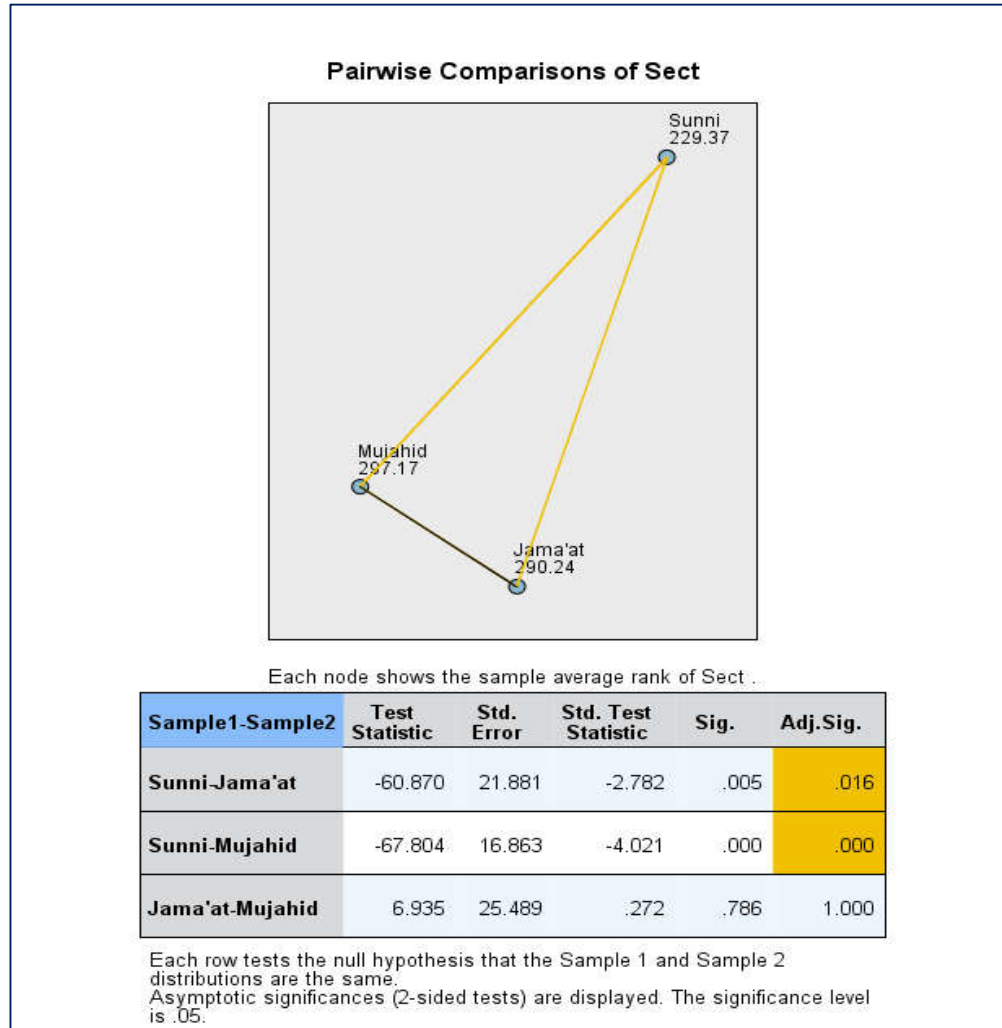 Pairwise Comparisons of Sect
Sunni
229.37
Mujahid
297.17
Jama'at
290.24
Each node shows the sample average rank of Sect .
Sample1-Sample2 Test Statistic Std. Error Std. Test Statistic Sig. Adj.Sig.
Sunni-Jama'at -60.870 21.881 -2.782 .005 .016
Sunni-Mujahid -67.804 16.863 -4.021 .000 .000
Jama'at-Mujahid 6.935 25.489 .272 .786 1.000
Each row tests the null hypothesis that the Sample 1 and Sample 2
distributions are the same.
Asymptotic significances (2-sided tests) are displayed. The significance level
is .05.